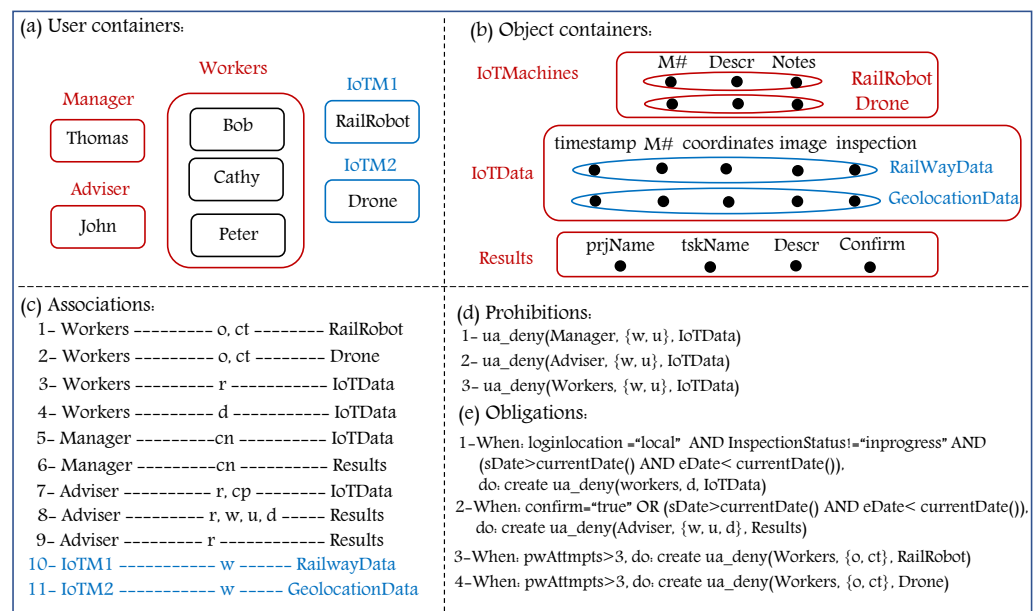 (a) User containers:
Workers
Manager
Thomas
Adviser
John
Bob
Cathy
Peter
IoTM1
RailRobot
IoTM2
Drone
(b) Object containers:
IoTMachines
M# Descr Notes
RailRobot
Drone
IoTData
timestamp M# coordinates image inspection
RailWayData
GeolocationData
Results
prjName tskName Descr Confirm
(c) Associations:
1- Workers --------- o, ct -------- RailRobot
2- Workers --------- o, ct -------- Drone
3- Workers --------- r ----------- IoTData
4- Workers --------- d ---------- IoTData
5- Manager ---------cn ---------- IoTData
6- Manager ---------cn ---------- Results
7- Adviser --------- r, cp -------- IoTData
8- Adviser --------- r, w, u, d ----- Results
9- Adviser --------- r ------------ Results
10- IoTM1 ----------- w ------ RailwayData
11- IoTM2 ----------- w ----- GeolocationData
(d) Prohibitions:
1- ua_deny(Manager, {w, u}, IoTData)
2- ua_deny(Adviser, {w, u}, IoTData)
3- ua_deny(Workers, {w, u}, IoTData)
(e) Obligations:
1-When: loginlocation =“local” AND InspectionStatus!=“inprogress” AND
(sDate>currentDate() AND eDate< currentDate()),
do: create ua_deny(workers, d, IoTData)
2-When: confirm=“true” OR (sDate>currentDate() AND eDate< currentDate()),
do: create ua_deny(Adviser, {w, u, d}, Results)
3-When: pwAttmpts>3, do: create ua_deny(Workers, {o, ct}, RailRobot)
4-When: pwAttmpts>3, do: create ua_deny(Workers, {o, ct}, Drone)